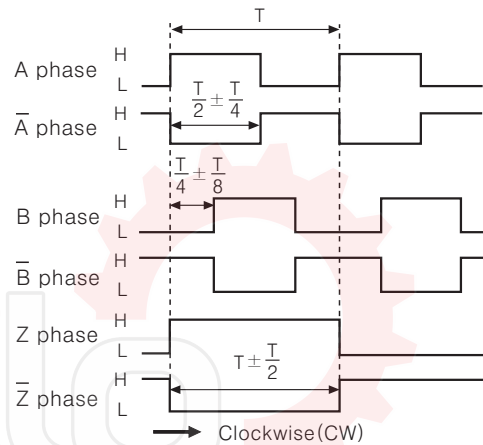 T
H
A phase
L
H
A̅ phase
L
T/2 ± T/4
T/4 ± T/8
H
B phase
L
H
B̅ phase
L
H
Z phase
L
H
Z̅ phase
L
T ± T/2
Clockwise(CW)